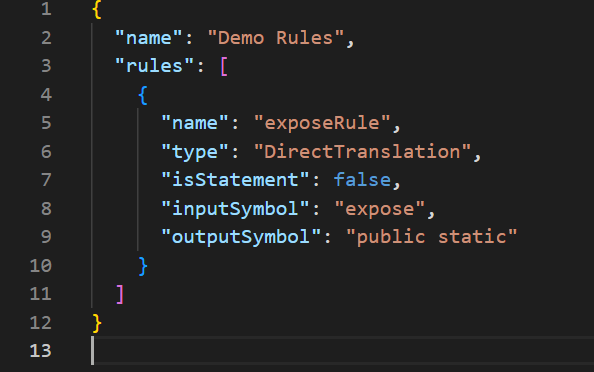 1 {
2   "name": "Demo Rules",
3   "rules": [
4     {
5       "name": "exposeRule",
6       "type": "DirectTranslation",
7       "isStatement": false,
8       "inputSymbol": "expose",
9       "outputSymbol": "public static"
10     }
11   ]
12 }
13